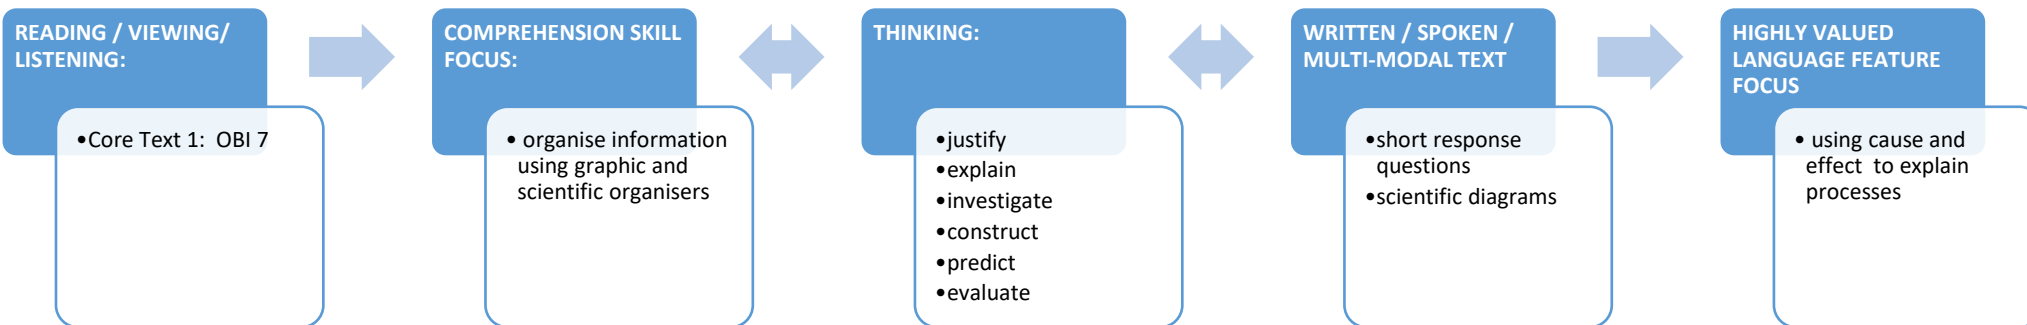 READING / VIEWING/
LISTENING:
•Core Text 1:  OBI 7
COMPREHENSION SKILL
FOCUS:
• organise information
using graphic and
scientific organisers
THINKING:
•justify
•explain
•investigate
•construct
•predict
•evaluate
WRITTEN / SPOKEN /
MULTI-MODAL TEXT
•short response
questions
•scientific diagrams
HIGHLY VALUED
LANGUAGE FEATURE
FOCUS
• using cause and
effect  to explain
processes